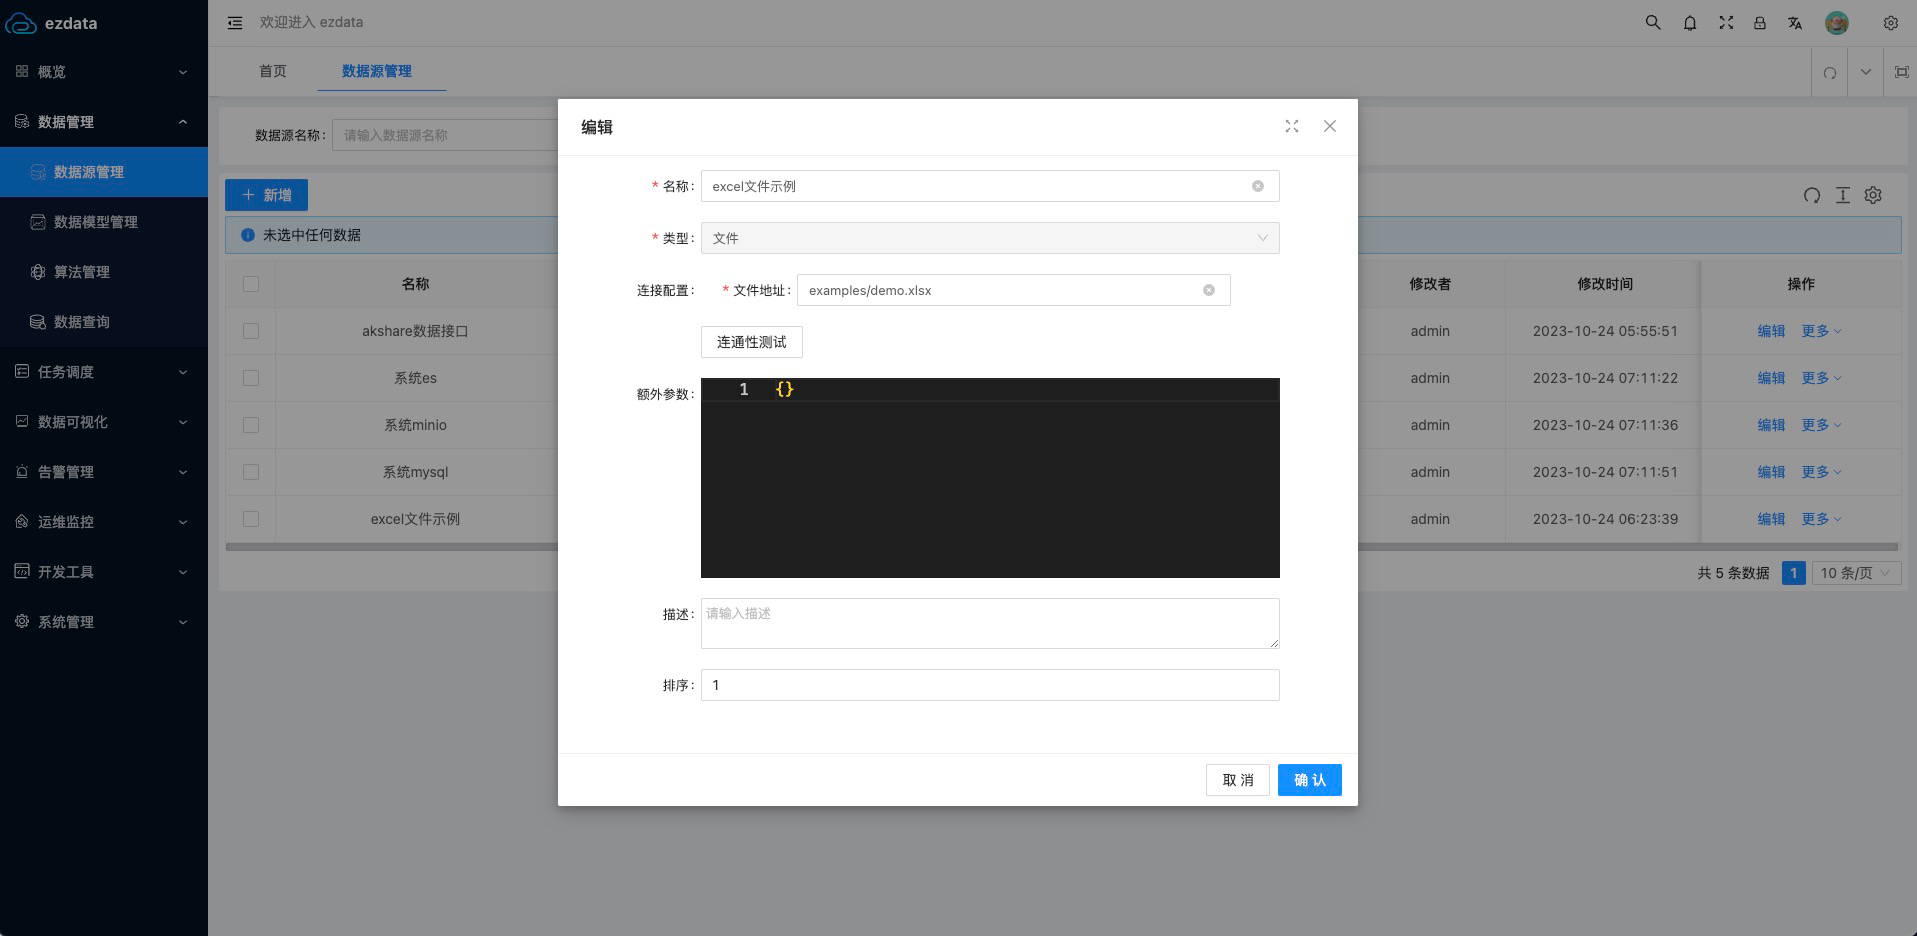 ezdata
欢迎进入 ezdata
概览
数据管理
数据源管理
数据模型管理
算法管理
数据查询
任务调度
数据可视化
告警管理
运维监控
开发工具
系统管理
首页 数据源管理
数据源名称: 请输入数据源名称
新增
未选中任何数据
名称 修改者 修改时间 操作
akshare数据接口 admin 2023-10-24 05:55:51 编辑 更多
系统es admin 2023-10-24 07:11:22 编辑 更多
系统minio admin 2023-10-24 07:11:36 编辑 更多
系统mysql admin 2023-10-24 07:11:51 编辑 更多
excel文件示例 admin 2023-10-24 06:23:39 编辑 更多
共 5 条数据 1 10 条/页
编辑
* 名称: excel文件示例
* 类型: 文件
连接配置: * 文件地址: examples/demo.xlsx
连通性测试
额外参数: 1 {}
描述: 请输入描述
排序: 1
取 消 确 认